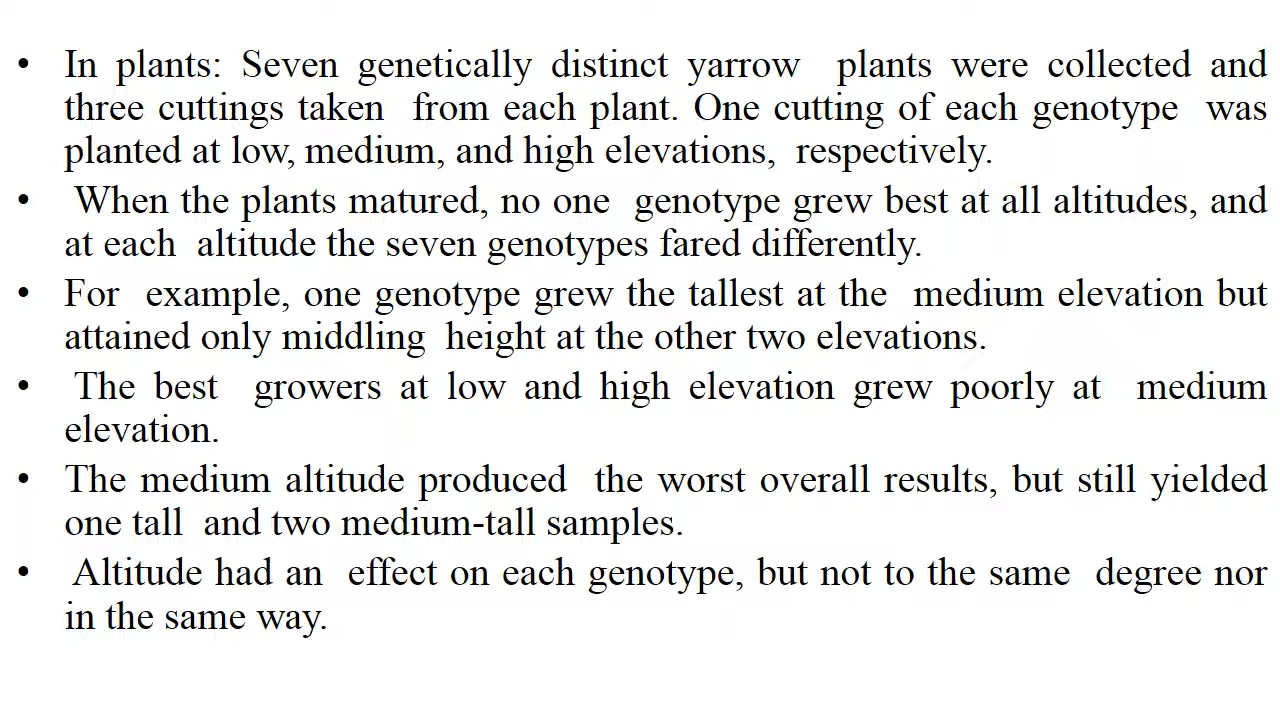 • In plants: Seven genetically distinct yarrow plants were collected and
three cuttings taken from each plant. One cutting of each genotype was
planted at low, medium, and high elevations, respectively.
• When the plants matured, no one genotype grew best at all altitudes, and
at each altitude the seven genotypes fared differently.
• For example, one genotype grew the tallest at the medium elevation but
attained only middling height at the other two elevations.
• The best growers at low and high elevation grew poorly at medium
elevation.
• The medium altitude produced the worst overall results, but still yielded
one tall and two medium-tall samples.
• Altitude had an effect on each genotype, but not to the same degree nor
in the same way.